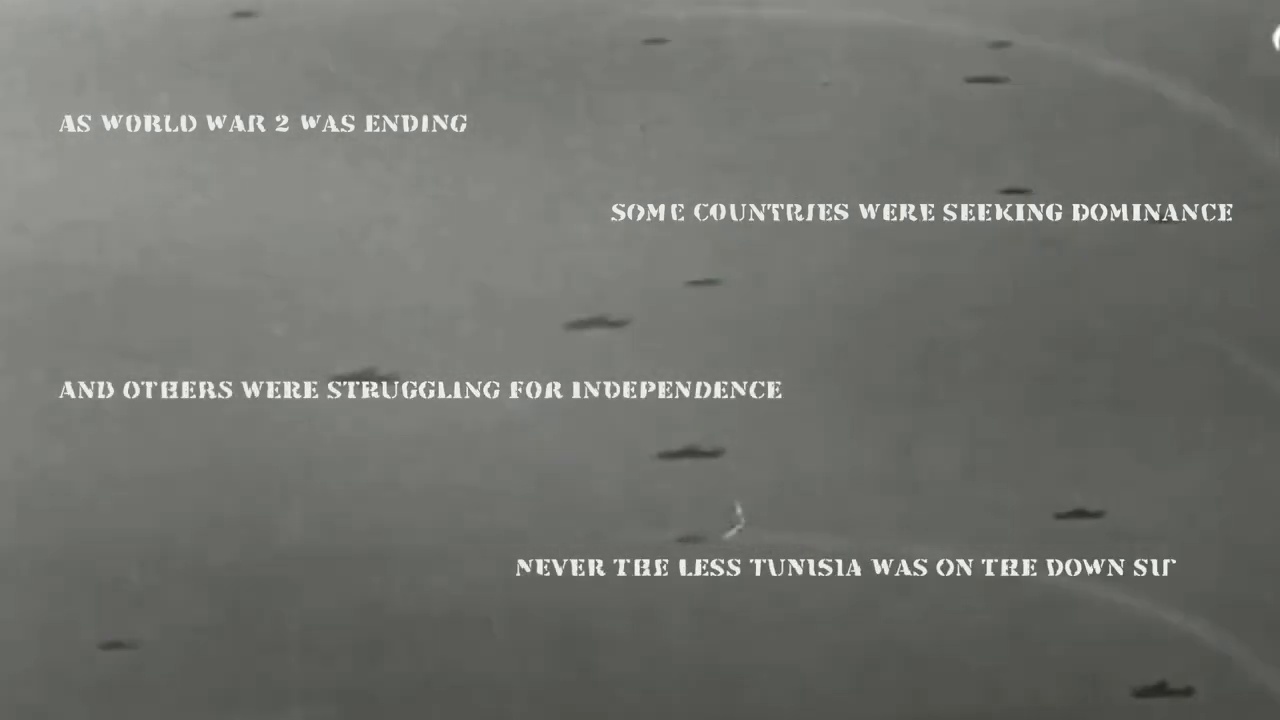 AS WORLD WAR 2 WAS ENDING
SOME COUNTRIES WERE SEEKING DOMINANCE
AND OTHERS WERE STRUGGLING FOR INDEPENDENCE
NEVER THE LESS TUNISIA WAS ON THE DOWN